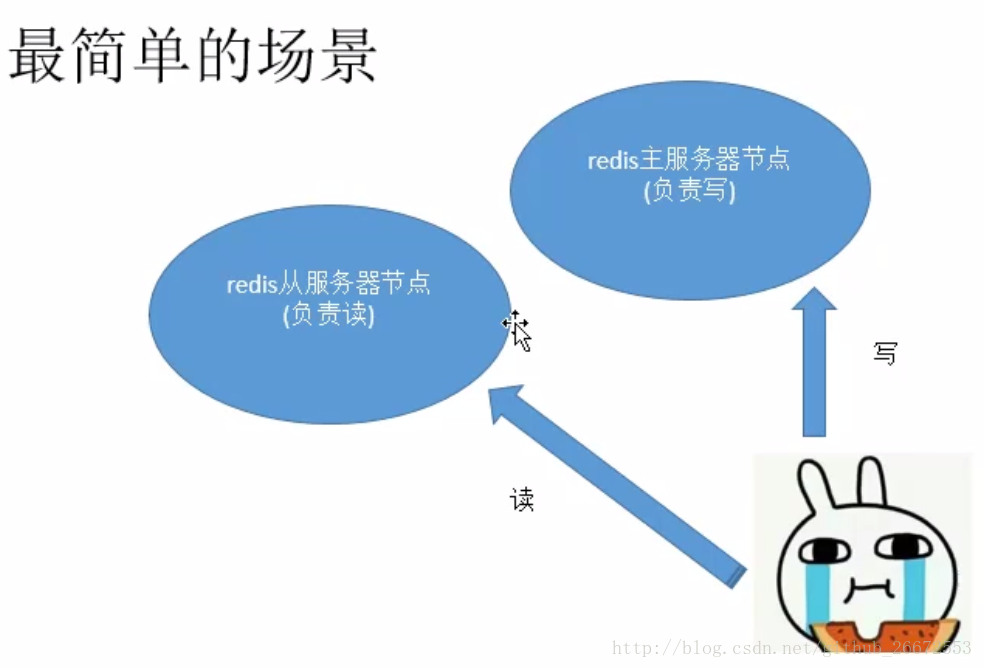 最简单的场景
redis主服务器节点
(负责写)
redis从服务器节点
(负责读)
写
读